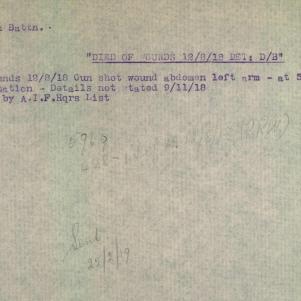 Battn.
"DIED OF WOUNDS 12/8/18 DET: D/B"
unds 12/8/18 Gun shot wound abdomen left arm - at 5
ation - Details not stated 9/11/18
by A.I.F.Hqrs List
Sent
22/2/19